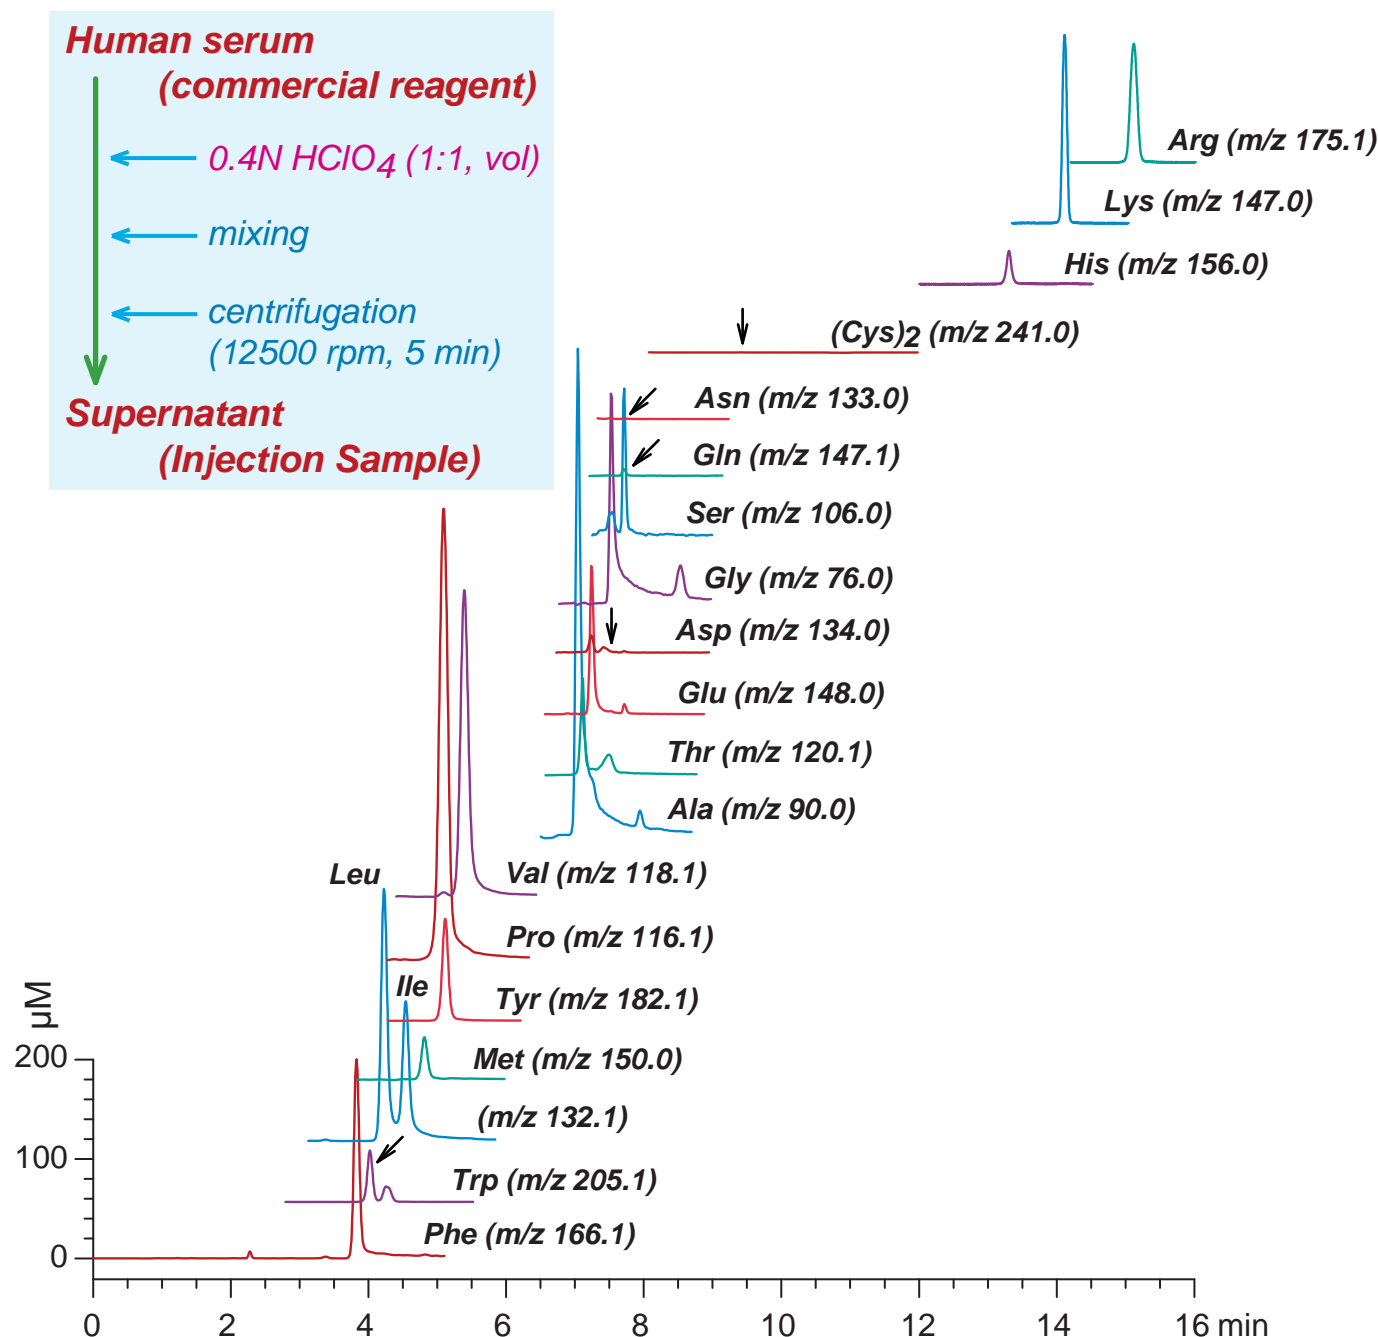 Human serum
(commercial reagent)
0.4N HClO4 (1:1, vol)
mixing
centrifugation
(12500 rpm, 5 min)
Supernatant
(Injection Sample)
Arg (m/z 175.1)
Lys (m/z 147.0)
His (m/z 156.0)
(Cys)2 (m/z 241.0)
Asn (m/z 133.0)
Gln (m/z 147.1)
Ser (m/z 106.0)
Gly (m/z 76.0)
Asp (m/z 134.0)
Glu (m/z 148.0)
Thr (m/z 120.1)
Ala (m/z 90.0)
Leu
Val (m/z 118.1)
Pro (m/z 116.1)
Ile
Tyr (m/z 182.1)
Met (m/z 150.0)
(m/z 132.1)
Trp (m/z 205.1)
Phe (m/z 166.1)
µM
200
100
0
0 2 4 6 8 10 12 14 16 min